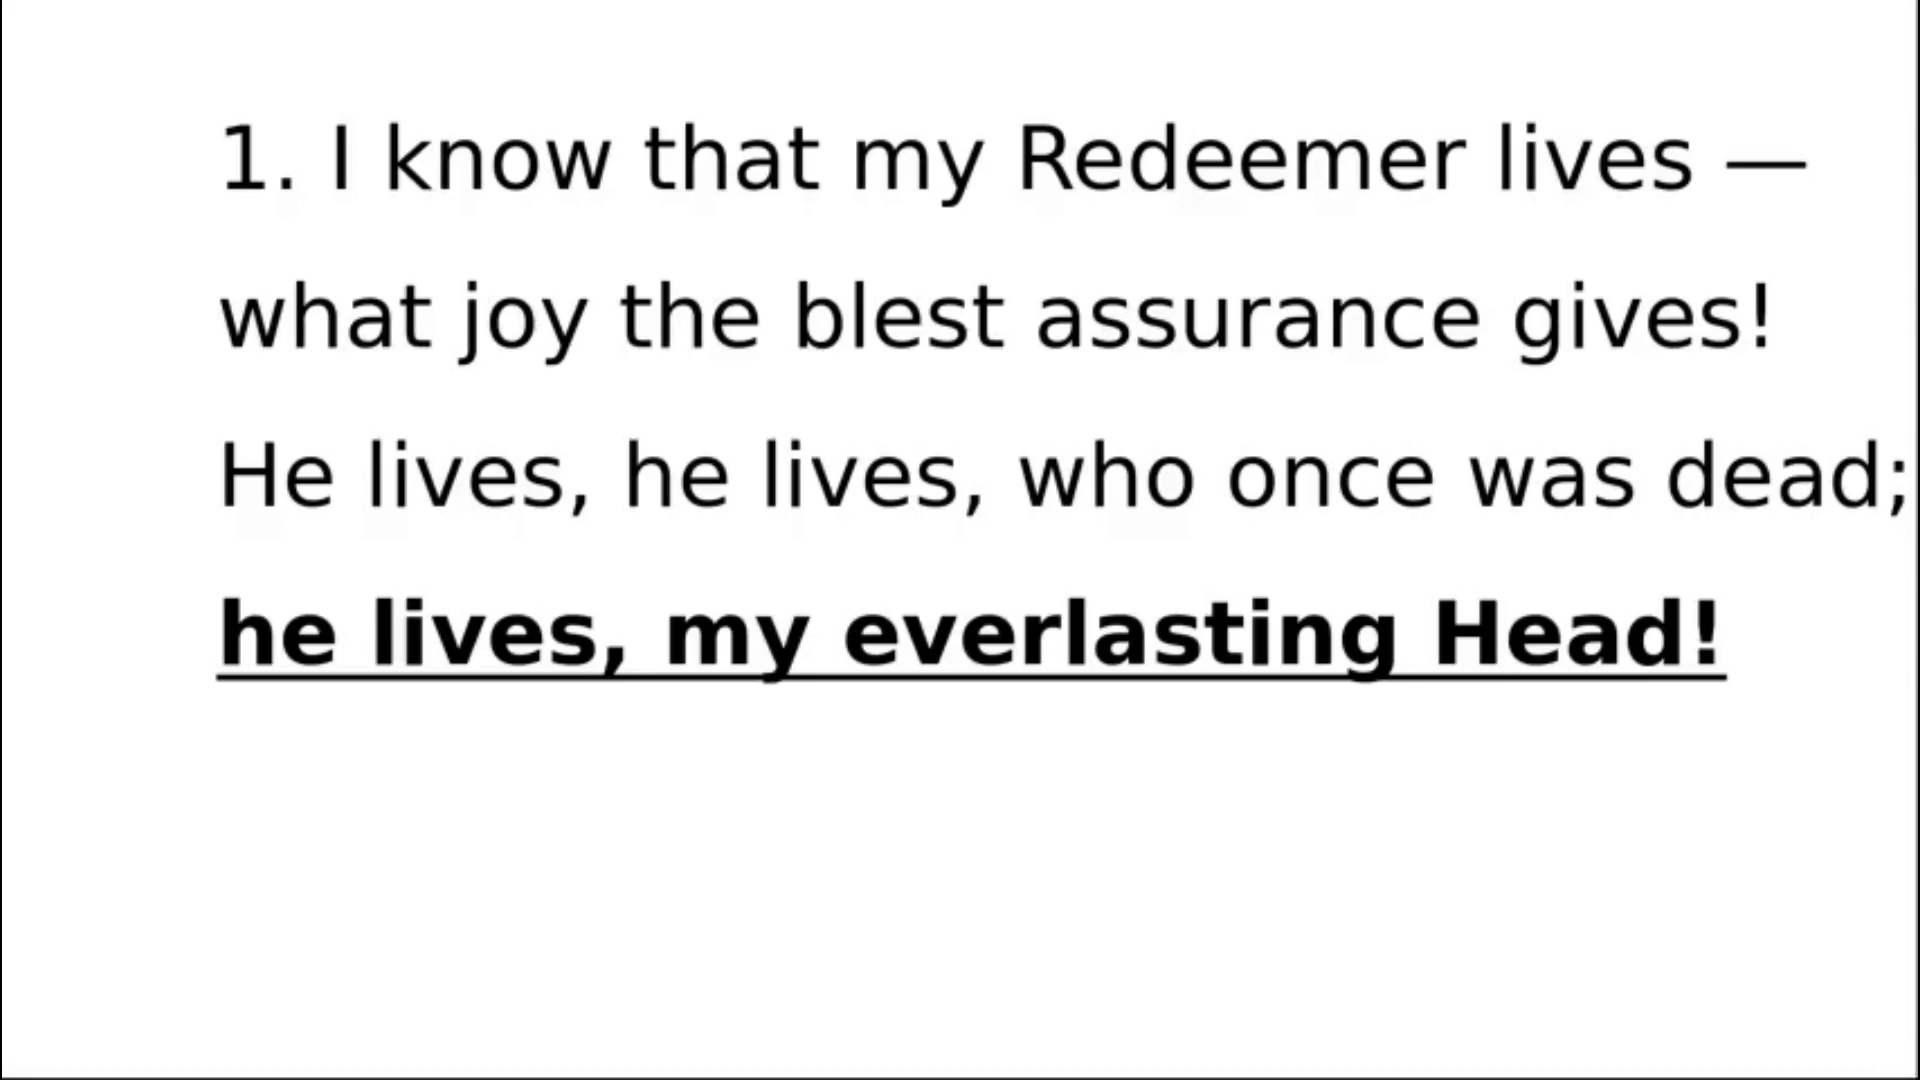 1. I know that my Redeemer lives —
what joy the blest assurance gives!
He lives, he lives, who once was dead;
he lives, my everlasting Head!